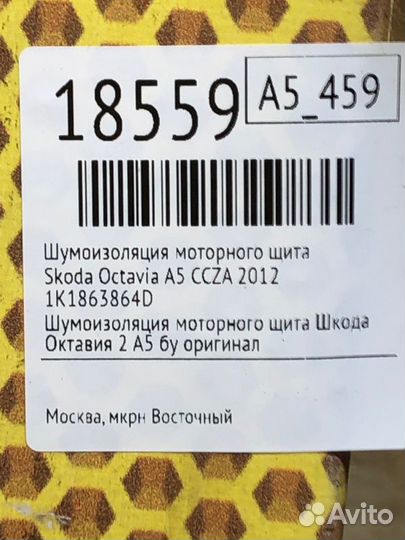 18559
A5_459
Шумоизоляция моторного щита
Skoda Octavia A5 CCZA 2012
1K1863864D
Шумоизоляция моторного щита Шкода
Октавия 2 А5 бу оригинал
Москва, мкрн Восточный
Avito